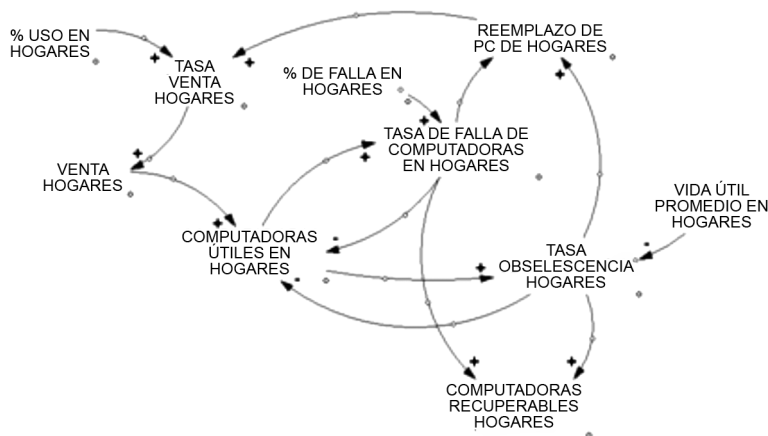 % USO EN
HOGARES
REEMPLAZO DE
PC DE HOGARES
TASA
VENTA
HOGARES
% DE FALLA EN
HOGARES
TASA DE FALLA DE
COMPUTADORAS
EN HOGARES
VENTA
HOGARES
VIDA ÚTIL
PROMEDIO EN
HOGARES
COMPUTADORAS
ÚTILES EN
HOGARES
TASA
OBSELESCENCIA
HOGARES
COMPUTADORAS
RECUPERABLES
HOGARES